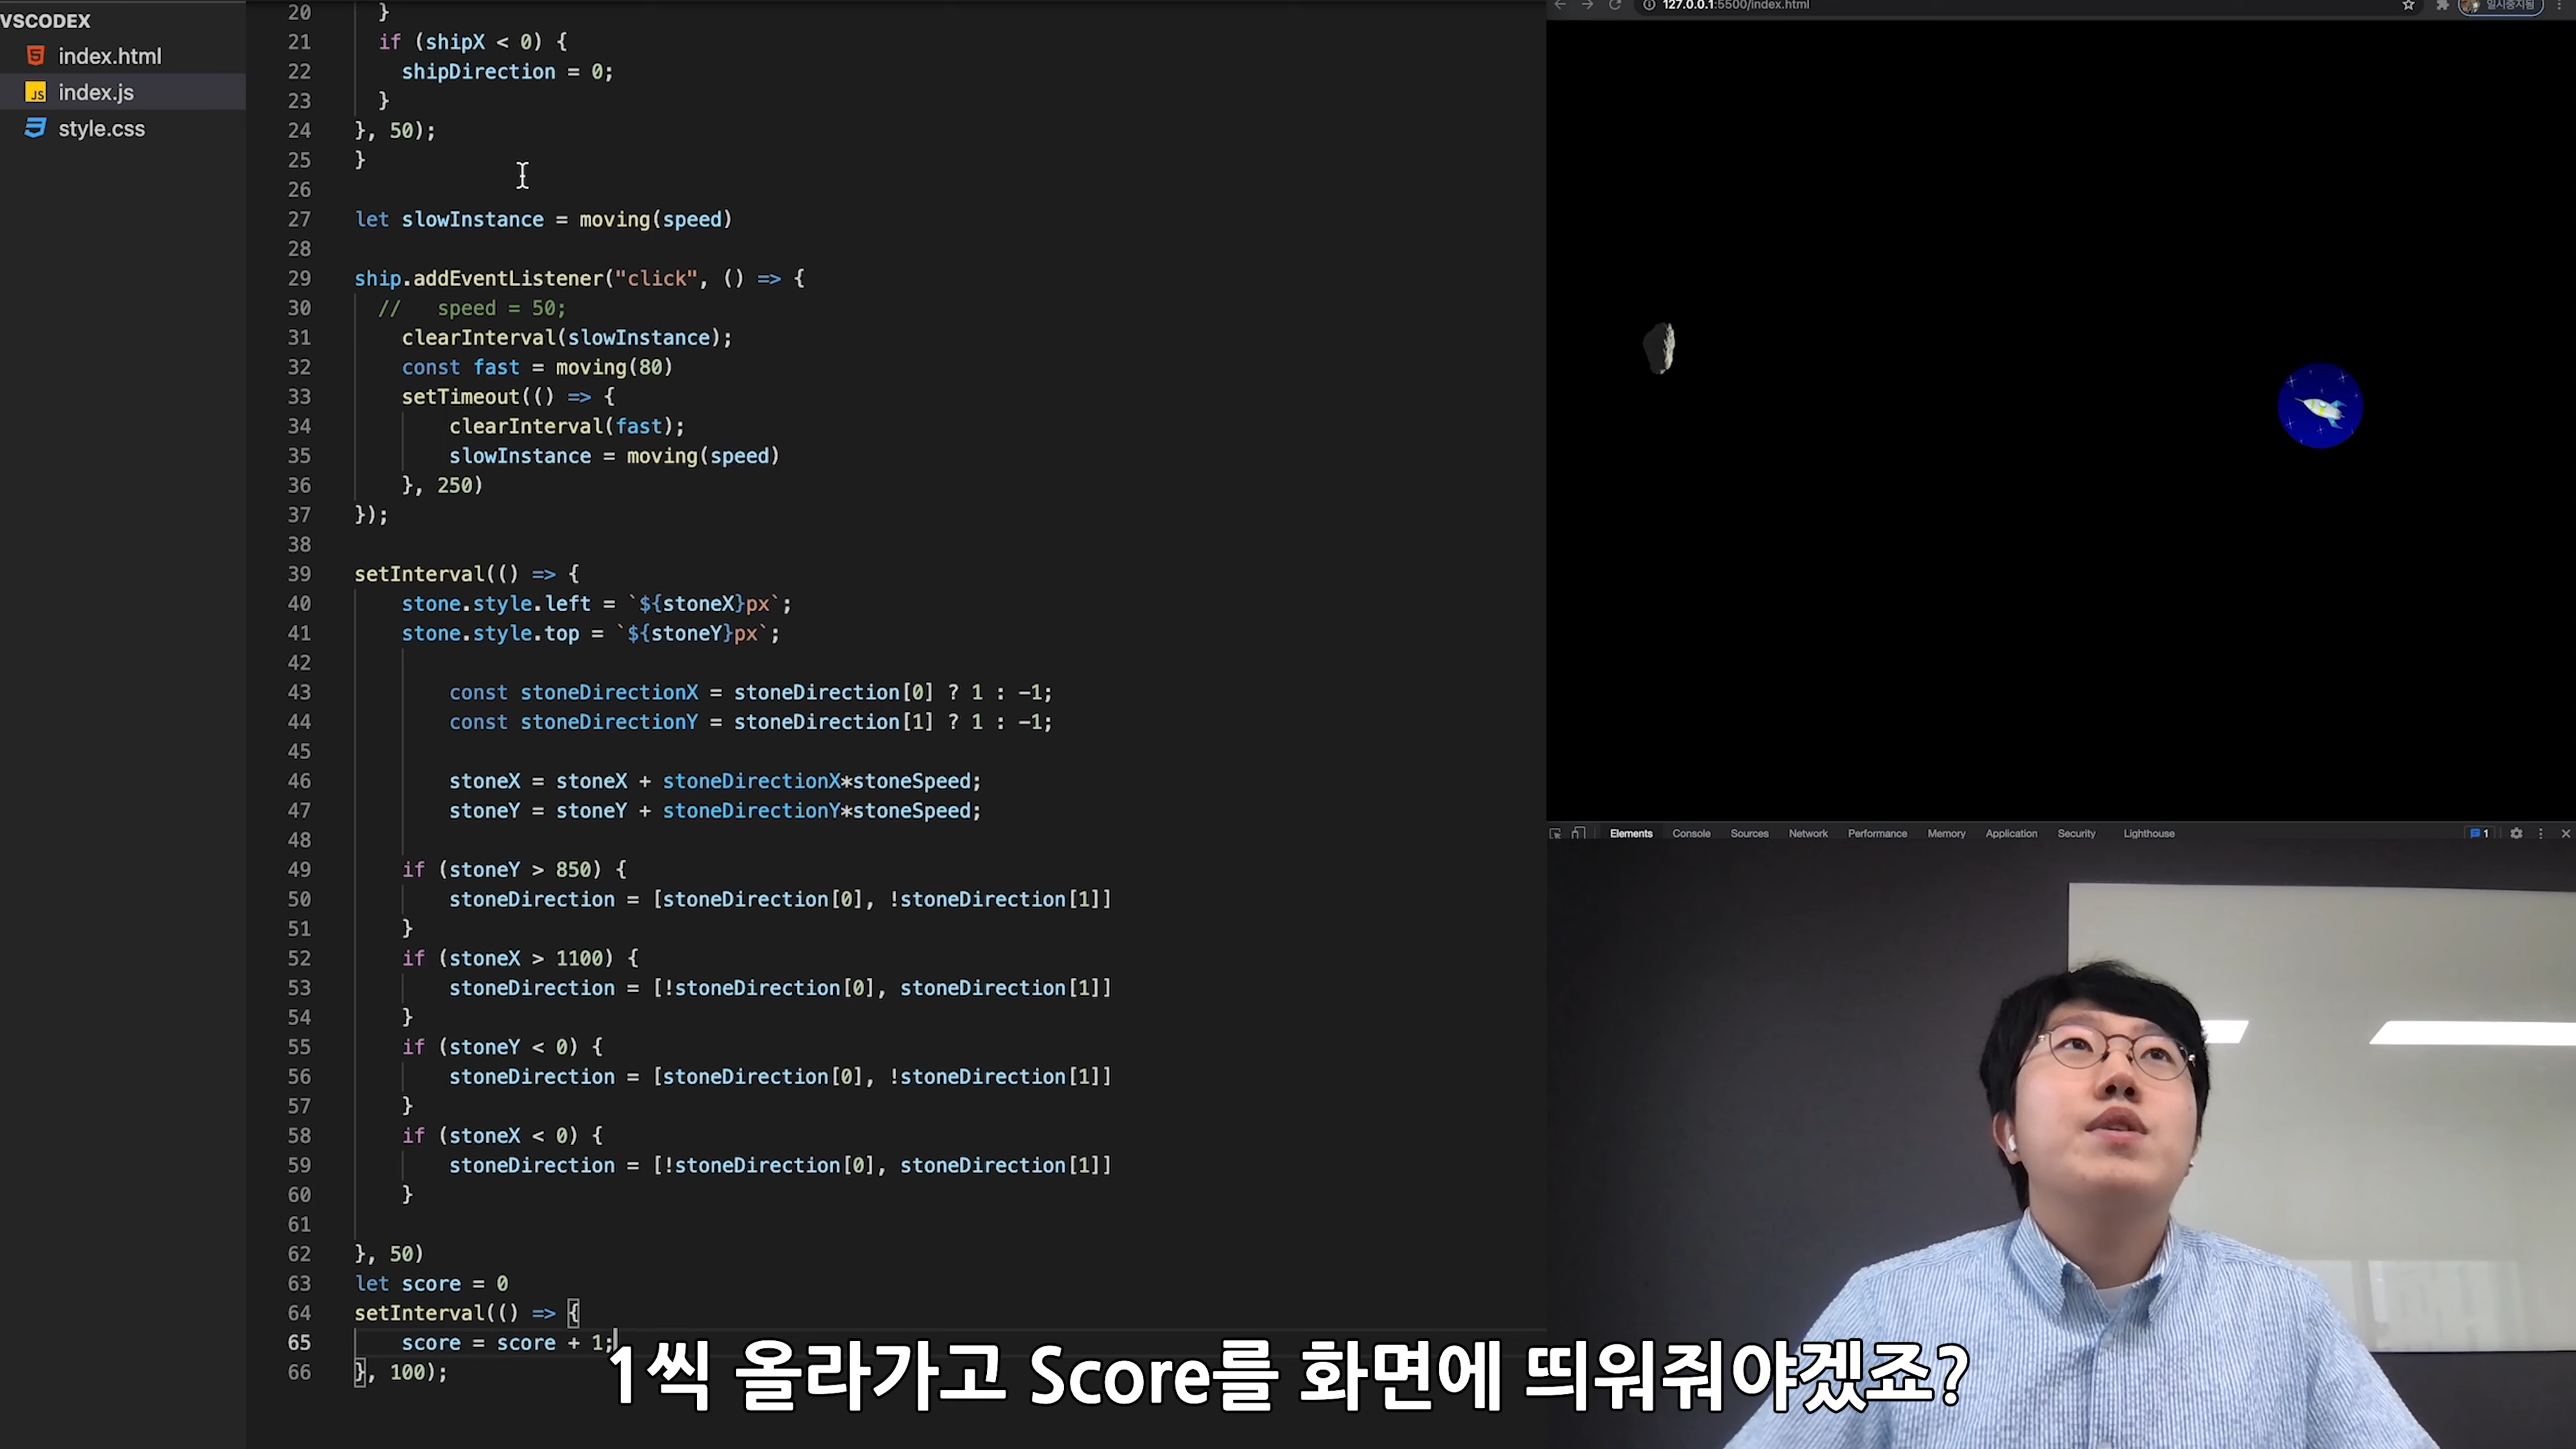 VSCODEX
index.html
index.js
style.css
20 }
21 if (shipX < 0) {
22 shipDirection = 0;
23 }
24 }, 50);
25 }
26
27 let slowInstance = moving(speed)
28
29 ship.addEventListener("click", () => {
30 // speed = 50;
31 clearInterval(slowInstance);
32 const fast = moving(80)
33 setTimeout(() => {
34 clearInterval(fast);
35 slowInstance = moving(speed)
36 }, 250)
37 });
38
39 setInterval(() => {
40 stone.style.left = `${stoneX}px`;
41 stone.style.top = `${stoneY}px`;
42
43 const stoneDirectionX = stoneDirection[0] ? 1 : -1;
44 const stoneDirectionY = stoneDirection[1] ? 1 : -1;
45
46 stoneX = stoneX + stoneDirectionX*stoneSpeed;
47 stoneY = stoneY + stoneDirectionY*stoneSpeed;
48
49 if (stoneY > 850) {
50 stoneDirection = [stoneDirection[0], !stoneDirection[1]]
51 }
52 if (stoneX > 1100) {
53 stoneDirection = [!stoneDirection[0], stoneDirection[1]]
54 }
55 if (stoneY < 0) {
56 stoneDirection = [stoneDirection[0], !stoneDirection[1]]
57 }
58 if (stoneX < 0) {
59 stoneDirection = [!stoneDirection[0], stoneDirection[1]]
60 }
61
62 }, 50)
63 let score = 0
64 setInterval(() => {
65 score = score + 1;
66 }, 100);
127.0.0.1:5500/index.html
일시중지됨
Elements Console Sources Network Performance Memory Application Security Lighthouse 1
1씩 올라가고 Score를 화면에 띄워줘야겠죠?